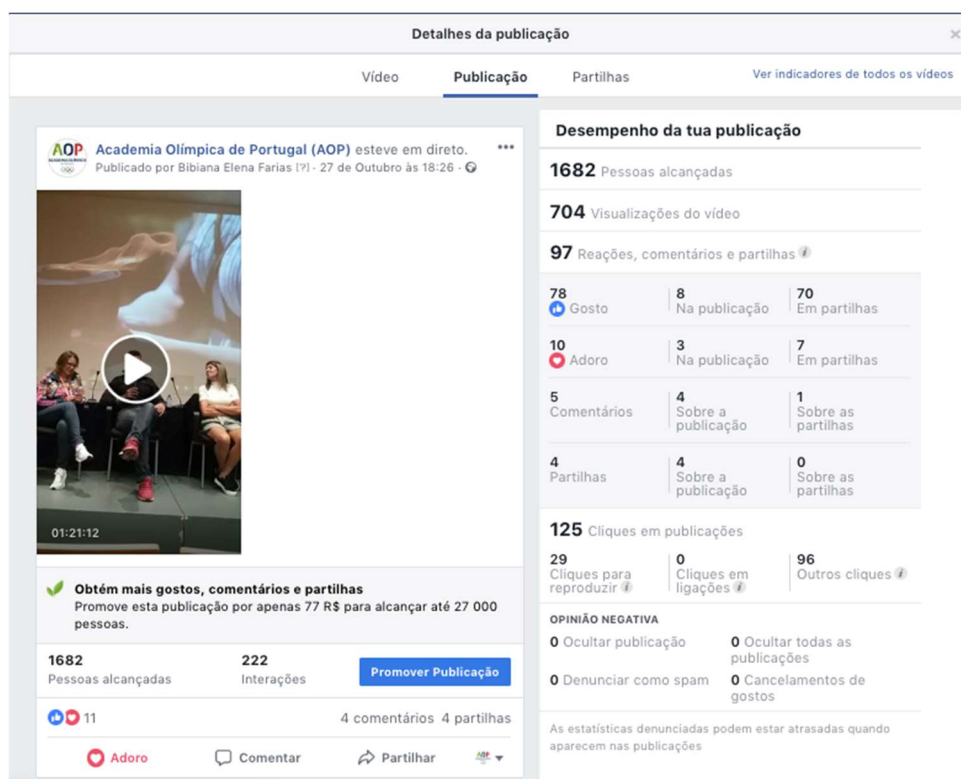 Detalhes da publicação
Vídeo Publicação Partilhas Ver indicadores de todos os vídeos
AOP
Academia Olímpica de Portugal (AOP) esteve em direto.
Publicado por Bibiana Elena Farias [?] · 27 de Outubro às 18:26 ·
01:21:12
Obtém mais gostos, comentários e partilhas
Promove esta publicação por apenas 77 R$ para alcançar até 27 000
pessoas.
1682 222
Pessoas alcançadas Interações
Promover Publicação
11 4 comentários 4 partilhas
Adoro Comentar Partilhar
Desempenho da tua publicação
1682 Pessoas alcançadas
704 Visualizações do vídeo
97 Reações, comentários e partilhas
78 8 70
Gosto Na publicação Em partilhas
10 3 7
Adoro Na publicação Em partilhas
5 4 1
Comentários Sobre a publicação Sobre as partilhas
4 4 0
Partilhas Sobre a publicação Sobre as partilhas
125 Cliques em publicações
29 0 96
Cliques para reproduzir Cliques em ligações Outros cliques
OPINIÃO NEGATIVA
0 Ocultar publicação 0 Ocultar todas as publicações
0 Denunciar como spam 0 Cancelamentos de gostos
As estatísticas denunciadas podem estar atrasadas quando
aparecem nas publicações